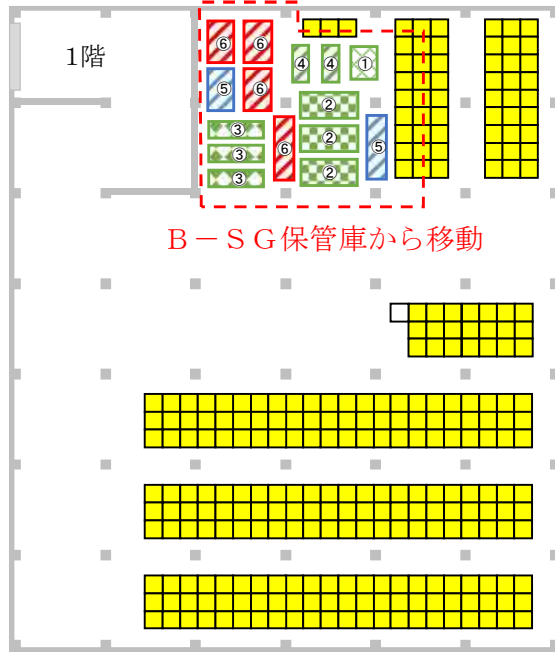 1階
⑥ ⑥
④ ④ ①
⑤ ⑥
②
③ ⑥ ② ⑤
③
③ ②
B－SG保管庫から移動